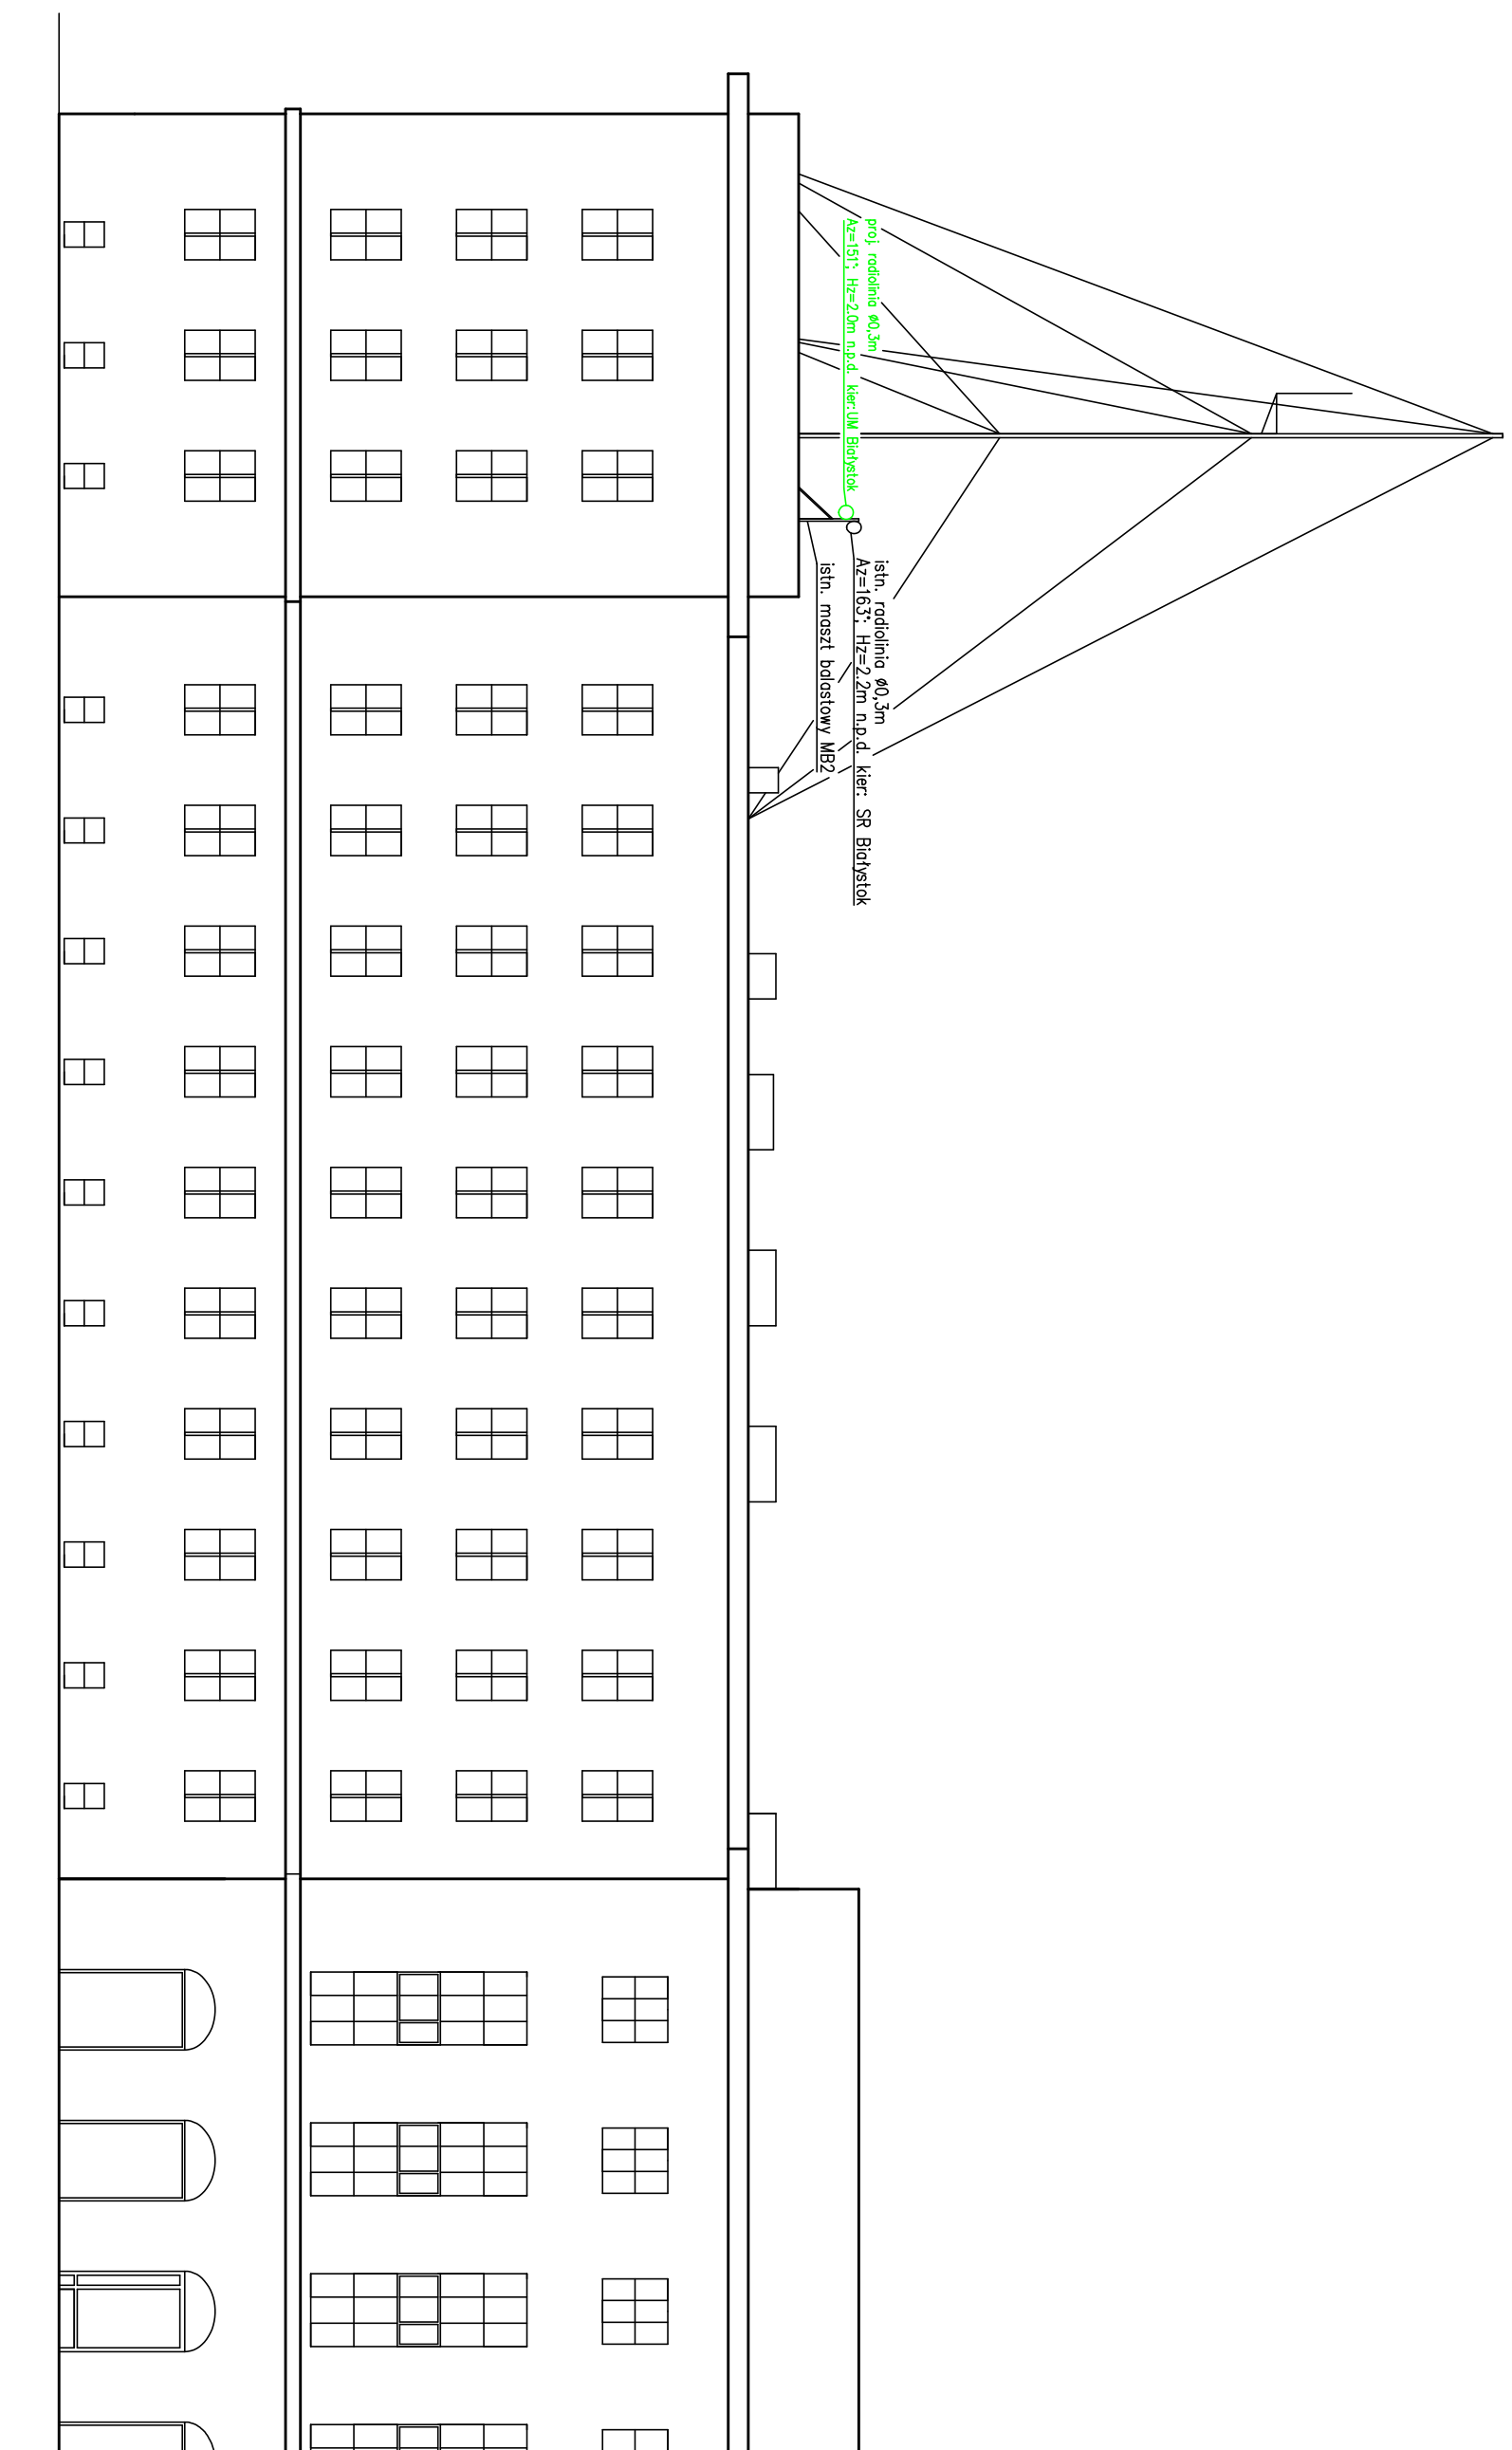 proj. radiolinia ø0,3m
Az=151°; Hz=2.0m n.p.d. kier:UM Białystok
istn. radiolinia ø0,3m
Az=163°; Hz=2.2m n.p.d. kier: SR Białystok
istn. maszt balastowy MB2